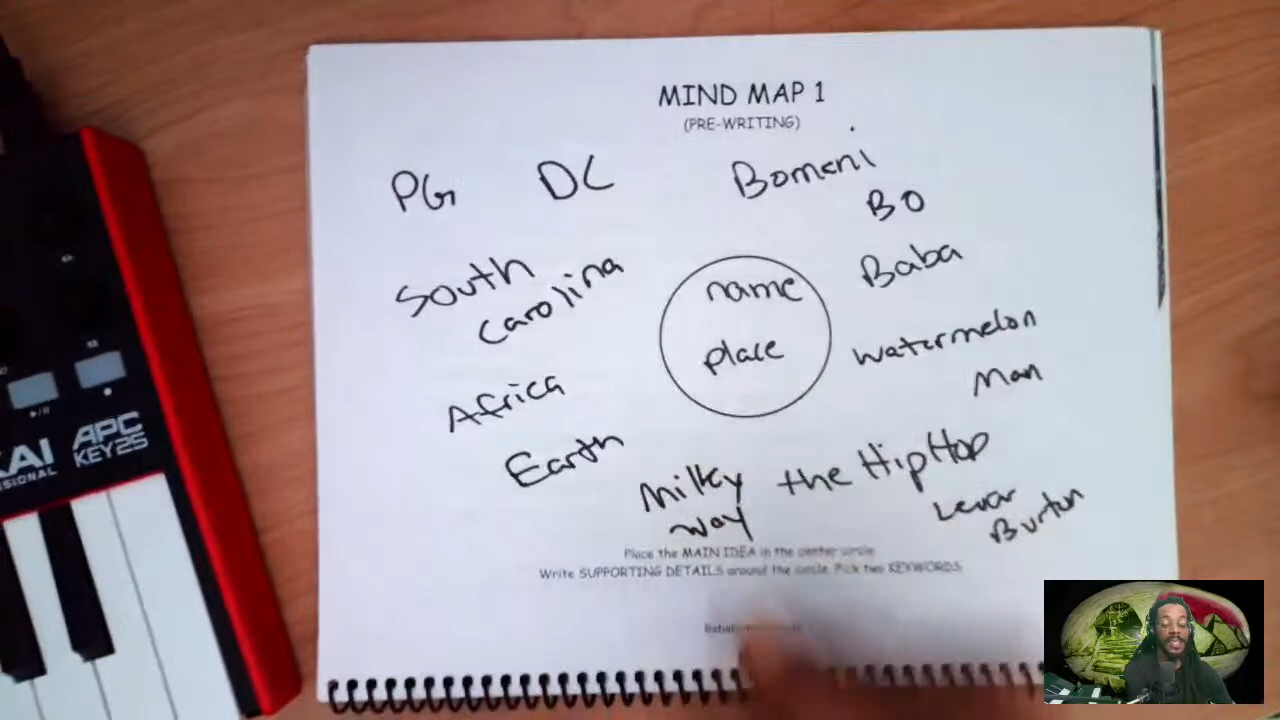 MIND MAP 1
(PRE-WRITING)
PG DC Bomani
BO
South
Carolina
name
place
Baba
Watermelon
Man
Africa
Earth
Milky
Way
the HipHop
Levar
Burton
Place the MAIN IDEA in the center circle
Write SUPPORTING DETAILS around the circle. Pick two KEYWORDS
KAI
SIONAL
APC
KEY25